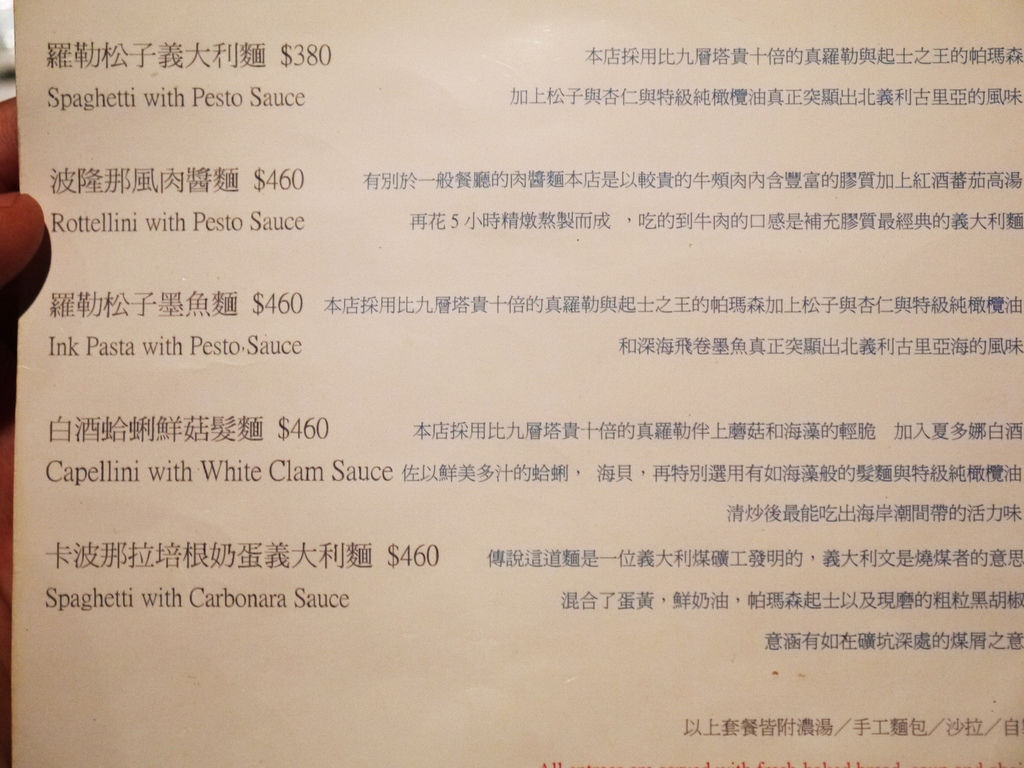 羅勒松子義大利麵 $380 本店採用比九層塔貴十倍的真羅勒與起士之王的帕瑪森
Spaghetti with Pesto Sauce 加上松子與杏仁與特級純橄欖油真正突顯出北義利古里亞的風味
波隆那風肉醬麵 $460 有別於一般餐廳的肉醬麵本店是以較貴的牛頰肉內含豐富的膠質加上紅酒蕃茄高湯
Rottellini with Pesto Sauce 再花5小時精燉熬製而成 ，吃的到牛肉的口感是補充膠質最經典的義大利麵
羅勒松子墨魚麵 $460 本店採用比九層塔貴十倍的真羅勒與起士之王的帕瑪森加上松子與杏仁與特級純橄欖油
Ink Pasta with Pesto Sauce 和深海飛卷墨魚真正突顯出北義利古里亞海的風味
白酒蛤蜊鮮菇髮麵 $460 本店採用比九層塔貴十倍的真羅勒伴上蘑菇和海藻的輕脆 加入夏多娜白酒
Capellini with White Clam Sauce 佐以鮮美多汁的蛤蜊， 海貝，再特別選用有如海藻般的髮麵與特級純橄欖油
清炒後最能吃出海岸潮間帶的活力味
卡波那拉培根奶蛋義大利麵 $460 傳說這道麵是一位義大利煤礦工發明的，義大利文是燒煤者的意思
Spaghetti with Carbonara Sauce 混合了蛋黃，鮮奶油，帕瑪森起士以及現磨的粗粒黑胡椒
意涵有如在礦坑深處的煤屑之意
以上套餐皆附濃湯／手工麵包／沙拉／自
All entrees are served with fresh baked bread, soup and